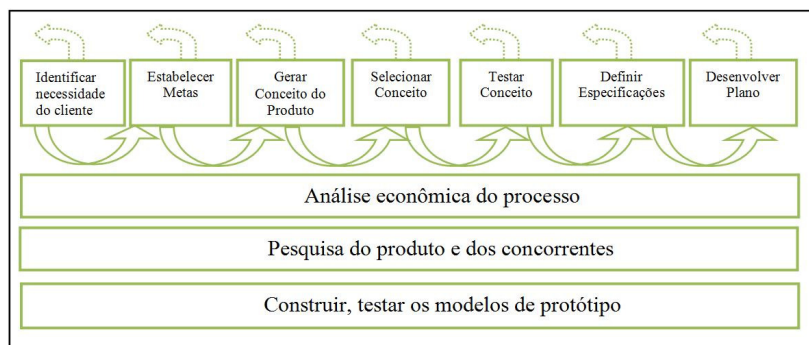 Identificar
necessidade
do cliente
Estabelecer
Metas
Gerar
Conceito do
Produto
Selecionar
Conceito
Testar
Conceito
Definir
Especificações
Desenvolver
Plano
Análise econômica do processo
Pesquisa do produto e dos concorrentes
Construir, testar os modelos de protótipo